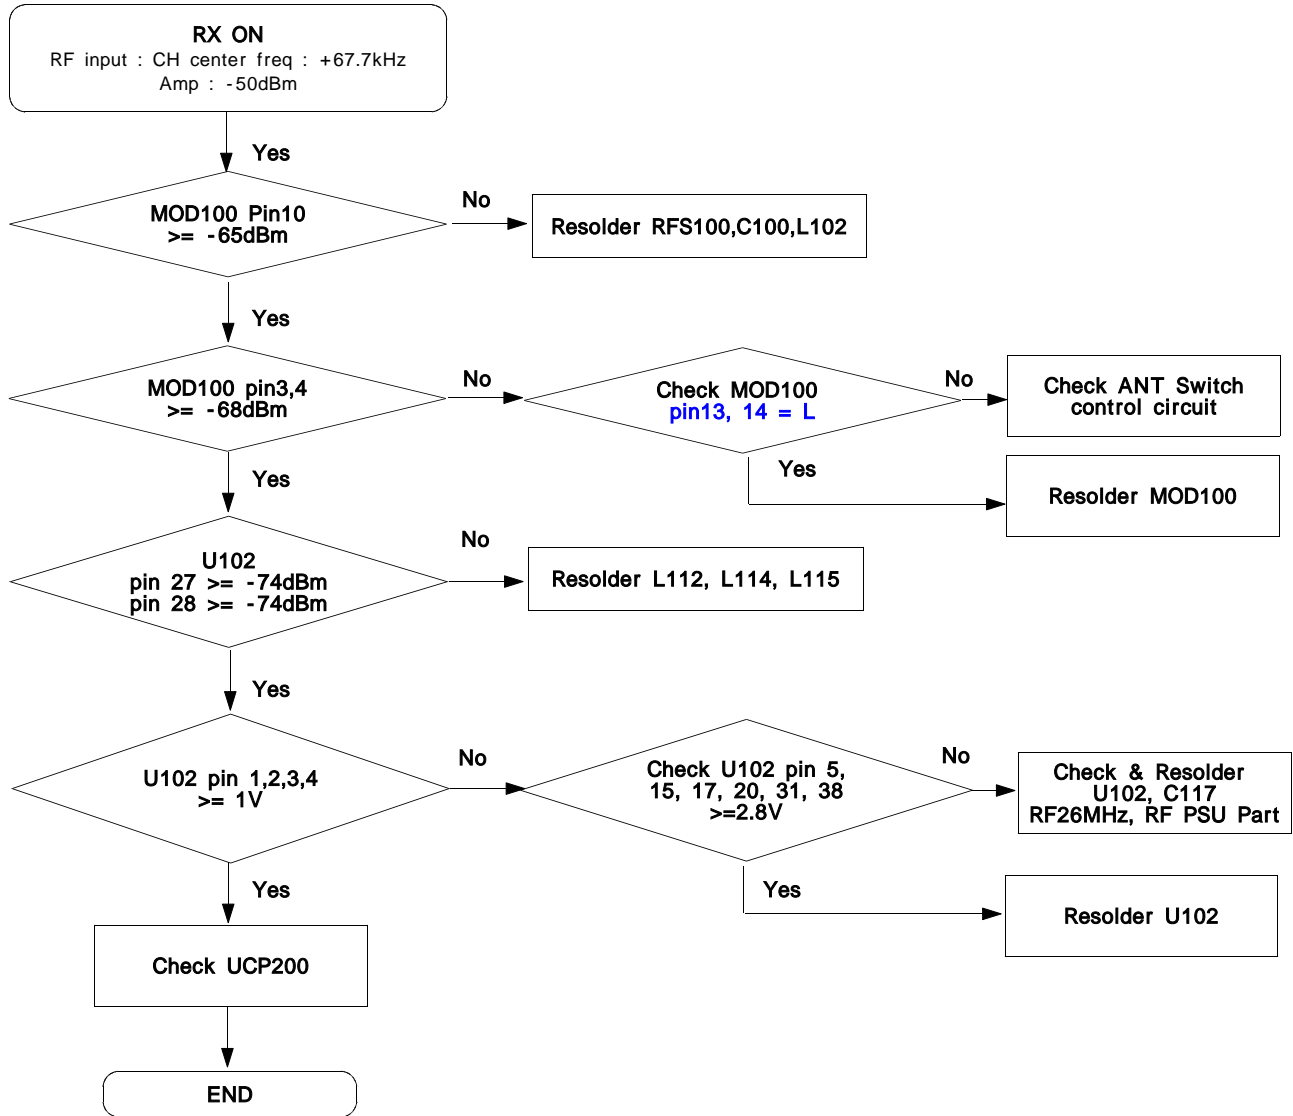 RX ON
RF input : CH center freq : +67.7kHz
Amp : -50dBm
Yes
MOD100 Pin10
>= -65dBm
No
Resolder RFS100,C100,L102
Yes
MOD100 pin3,4
>= -68dBm
No
Check MOD100
pin13, 14 = L
No
Check ANT Switch
control circuit
Yes
Resolder MOD100
Yes
U102
pin 27 >= -74dBm
pin 28 >= -74dBm
No
Resolder L112, L114, L115
Yes
U102 pin 1,2,3,4
>= 1V
No
Check U102 pin 5,
15, 17, 20, 31, 38
>=2.8V
No
Check & Resolder
U102, C117
RF26MHz, RF PSU Part
Yes
Resolder U102
Yes
Check UCP200
END